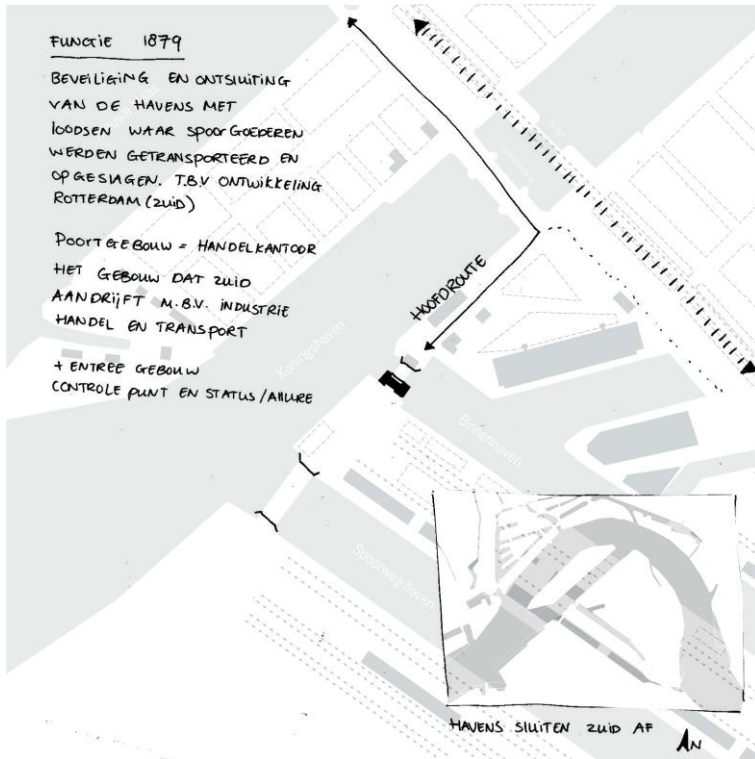 FUNCTIE 1879
BEVEILIGING EN ONTSLUITING
VAN DE HAVENS MET
LOODSEN WAAR SPOORGOEDEREN
WERDEN GETRANSPORTEERD EN
OPGESLAGEN. T.B.V ONTWIKKELING
ROTTERDAM (ZUID)
POORTGEBOUW = HANDELKANTOOR
HET GEBOUW DAT ZUID
AANDRIJFT M.B.V. INDUSTRIE
HANDEL EN TRANSPORT
+ ENTREE GEBOUW
CONTROLE PUNT EN STATUS/ALLURE
HOOFDROUTE
Koningshaven
Binnenhaven
Spoorweghaven
HAVENS SLUITEN ZUID AF
N